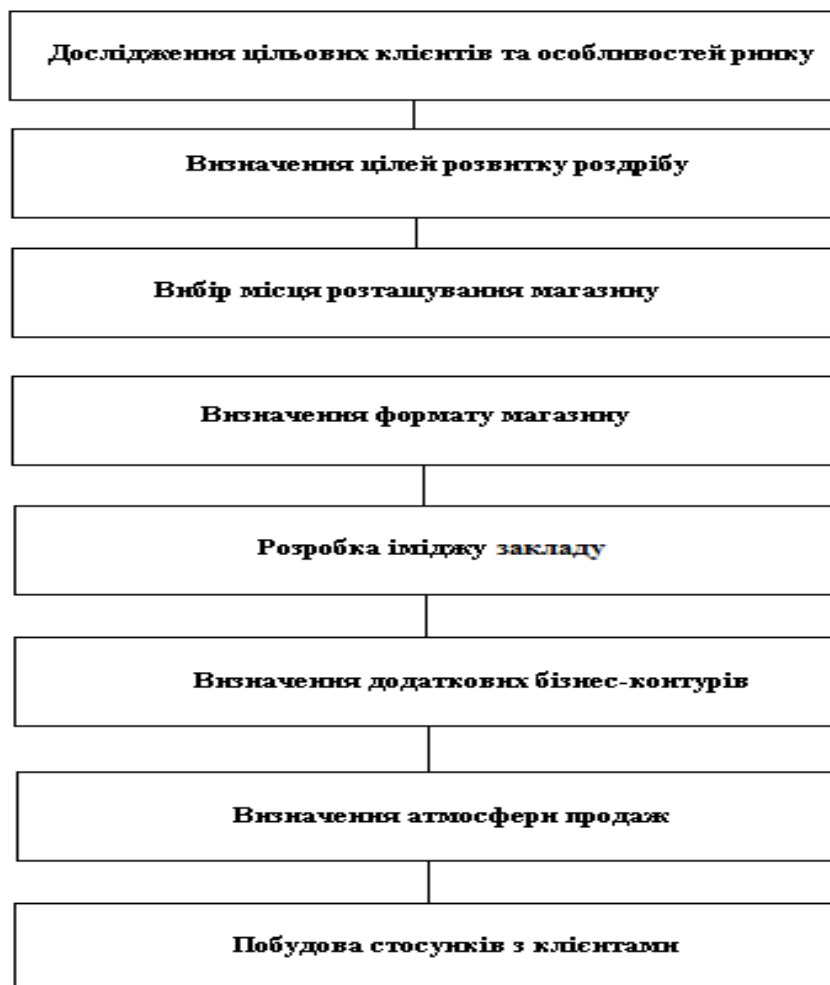 Дослідження цільових клієнтів та особливостей ринку
Визначення цілей розвитку роздрібу
Вибір місця розташування магазину
Визначення формату магазину
Розробка іміджу закладу
Визначення додаткових бізнес-контурів
Визначення атмосфери продаж
Побудова стосунків з клієнтами